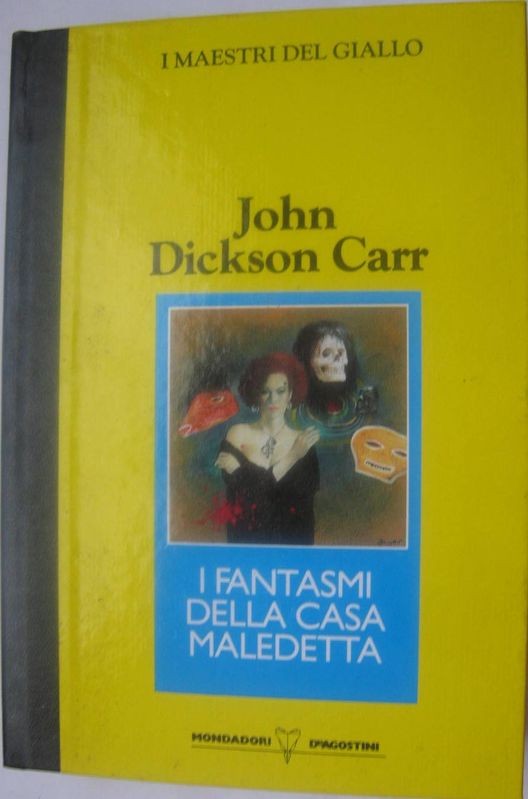 I MAESTRI DEL GIALLO
John
Dickson Carr
I FANTASMI
DELLA CASA
MALEDETTA
MONDADORI DEAGOSTINI